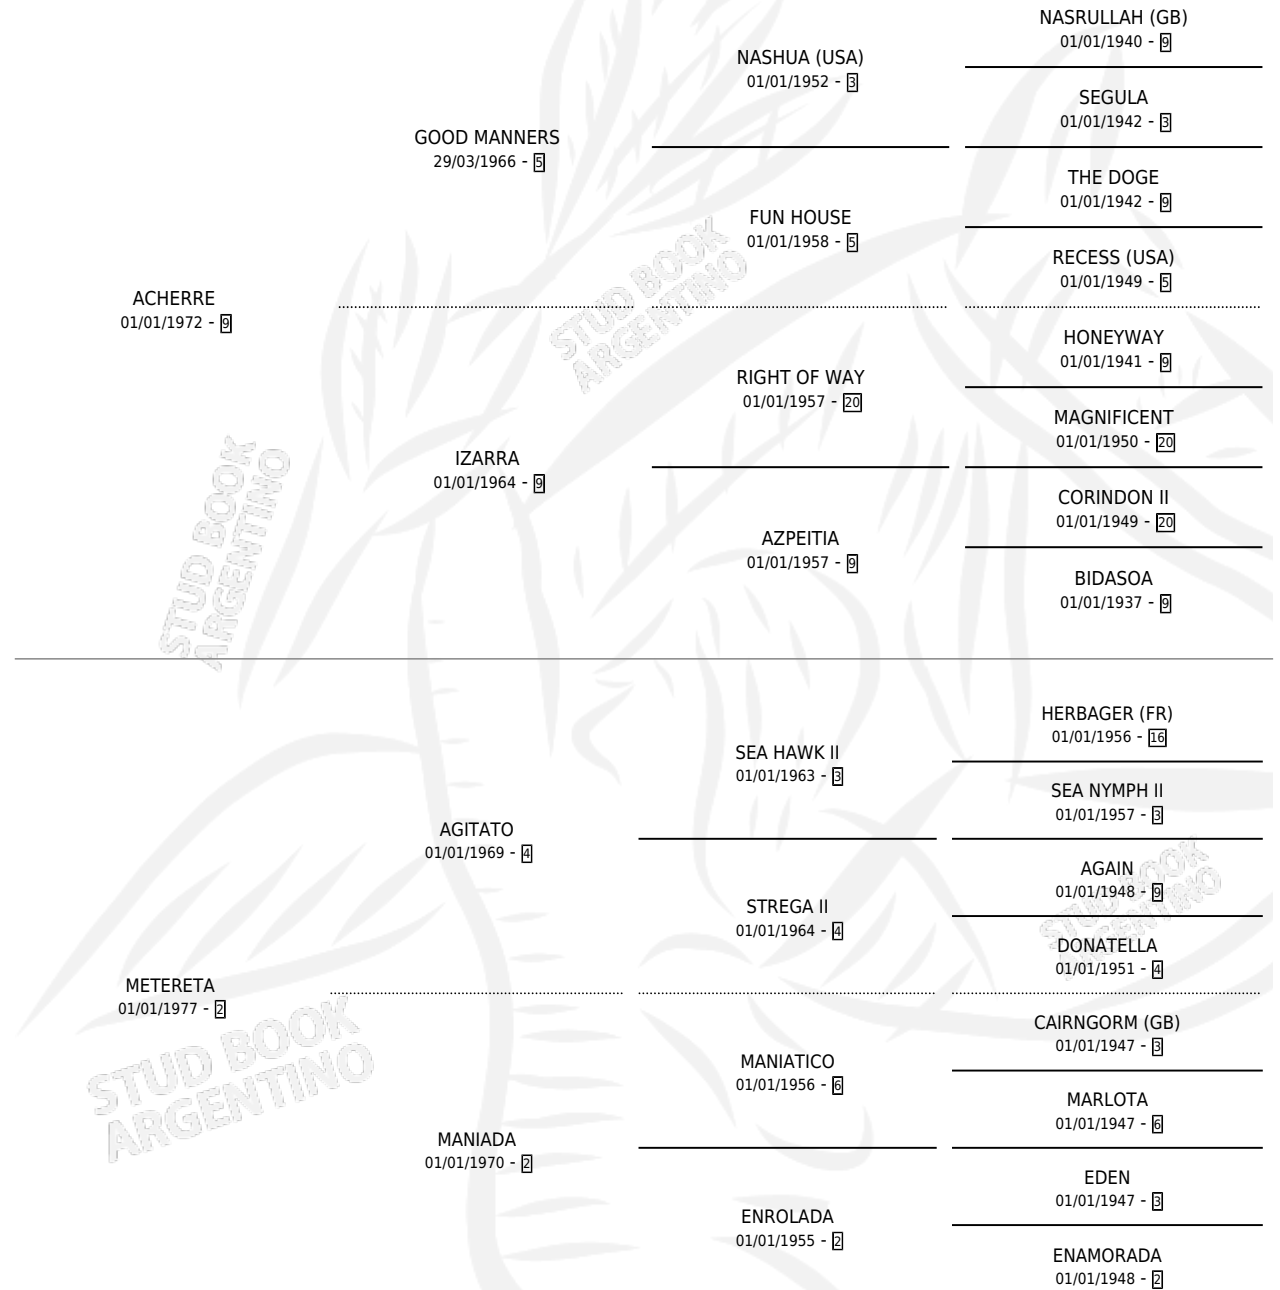 NASRULLAH (GB)
01/01/1940 - 9
NASHUA (USA)
01/01/1952 - 3
SEGULA
01/01/1942 - 3
GOOD MANNERS
29/03/1966 - 5
THE DOGE
01/01/1942 - 9
FUN HOUSE
01/01/1958 - 5
RECESS (USA)
01/01/1949 - 5
ACHERRE
01/01/1972 - 9
HONEYWAY
01/01/1941 - 9
RIGHT OF WAY
01/01/1957 - 20
MAGNIFICENT
01/01/1950 - 20
IZARRA
01/01/1964 - 9
CORINDON II
01/01/1949 - 20
AZPEITIA
01/01/1957 - 9
BIDASOA
01/01/1937 - 9
HERBAGER (FR)
01/01/1956 - 16
SEA HAWK II
01/01/1963 - 3
SEA NYMPH II
01/01/1957 - 3
AGITATO
01/01/1969 - 4
AGAIN
01/01/1948 - 9
STREGA II
01/01/1964 - 4
DONATELLA
01/01/1951 - 4
METERETA
01/01/1977 - 2
CAIRNGORM (GB)
01/01/1947 - 3
MANIATICO
01/01/1956 - 6
MARLOTA
01/01/1947 - 6
MANIADA
01/01/1970 - 2
EDEN
01/01/1947 - 3
ENROLADA
01/01/1955 - 2
ENAMORADA
01/01/1948 - 2
STUD BOOK
ARGENTINO
STUD BOOK
ARGENTINO
STUD BOOK
ARGENTINO
STUD BOOK
ARGENTINO